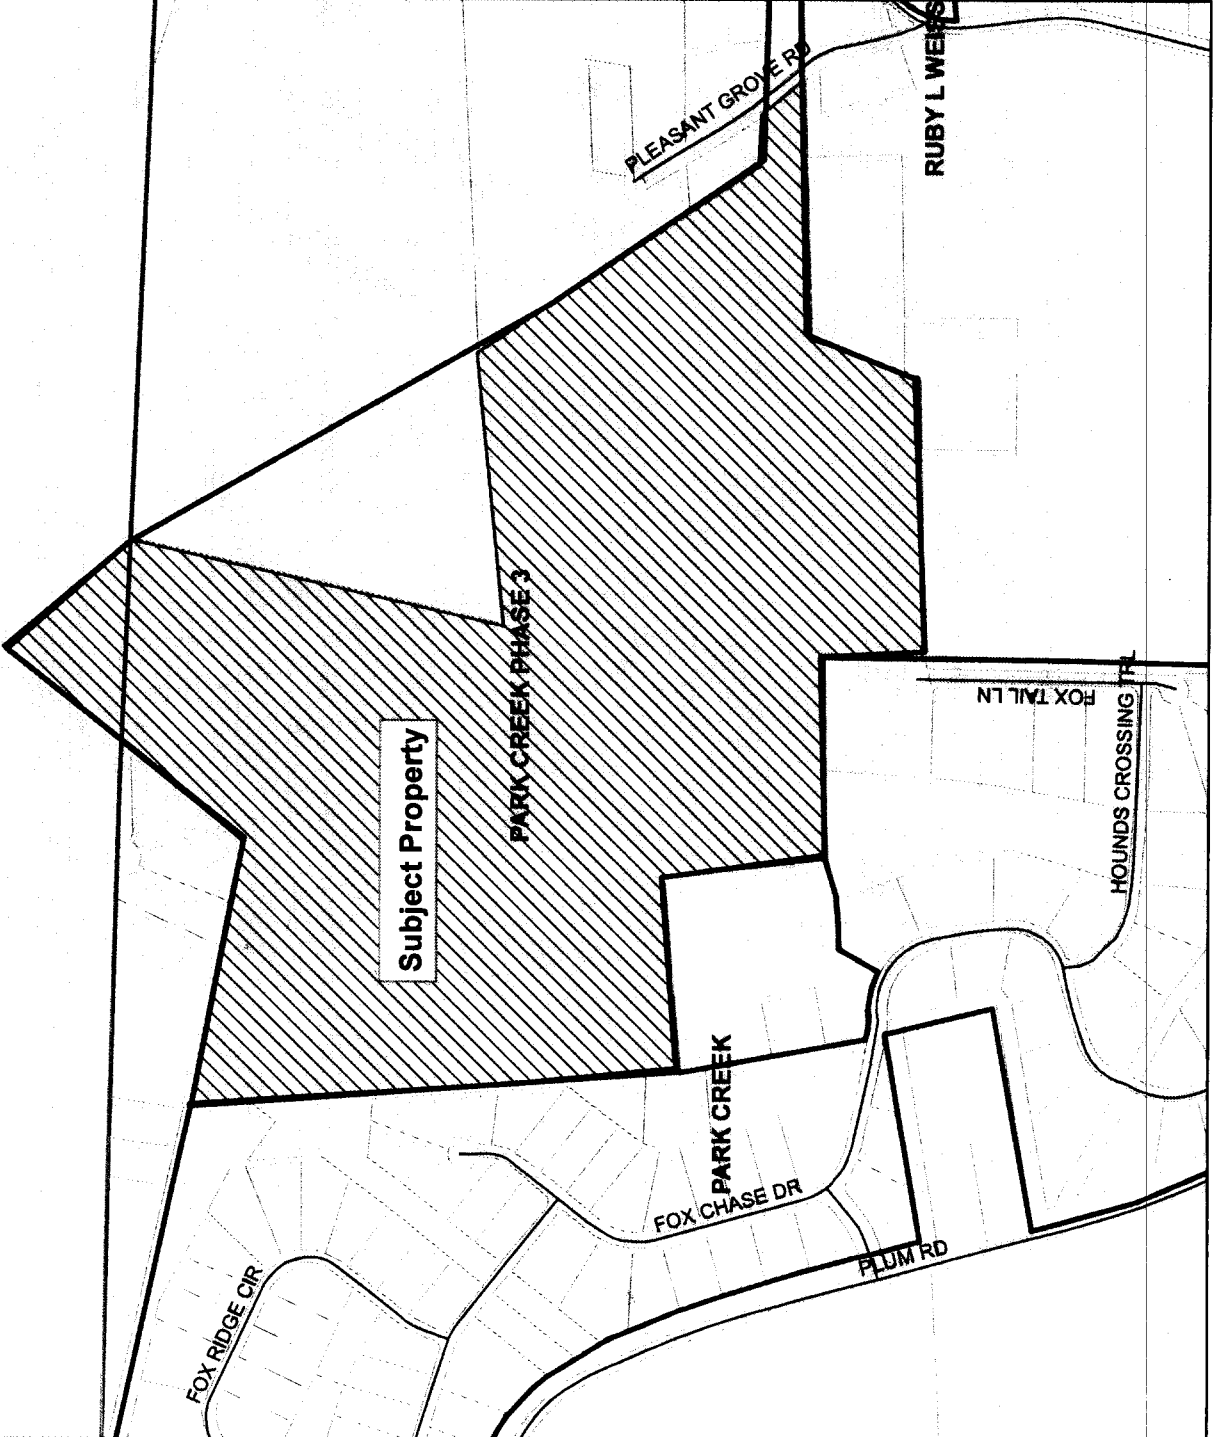 PLEASANT GROVE RD
RUBY L WEISS
PARK CREEK PHASE 3
Subject Property
FOX TAIL LN
HOUNDS CROSSING TRL
PARK CREEK
FOX CHASE DR
PLUM RD
FOX RIDGE CIR